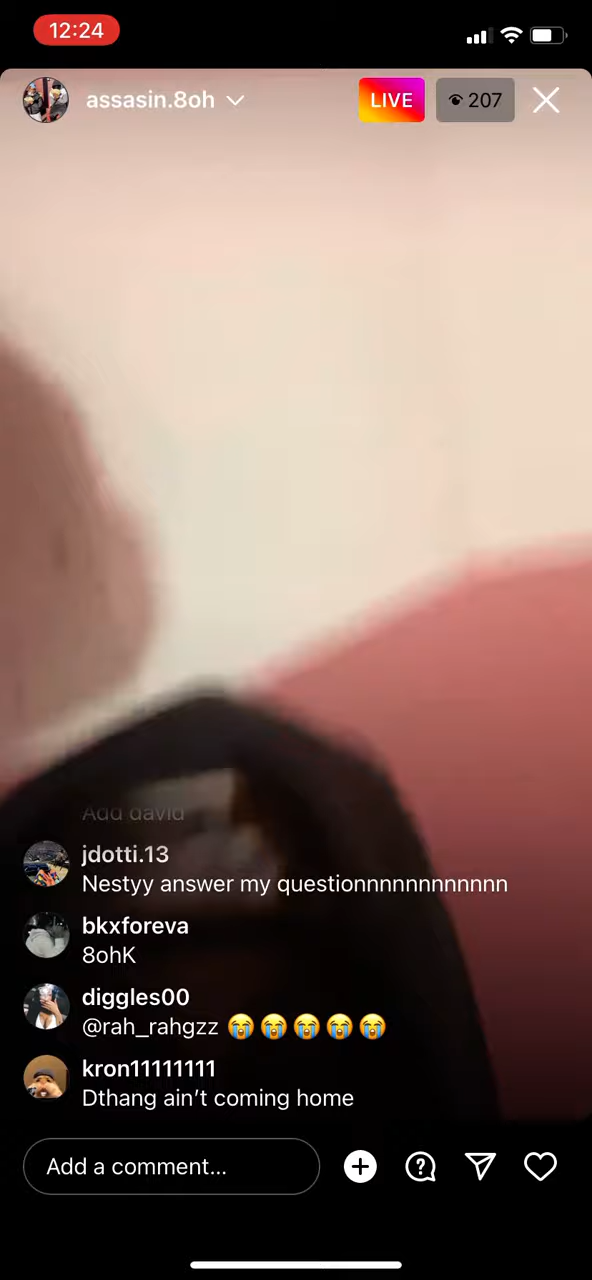 12:24
assasin.8oh
LIVE
207
Add david
jdotti.13
Nestyy answer my questionnnnnnnnnnnn
bkxforeva
8ohK
diggles00
@rah_rahgzz 😭😭😭😭😭
kron11111111
Dthang ain’t coming home
Add a comment...